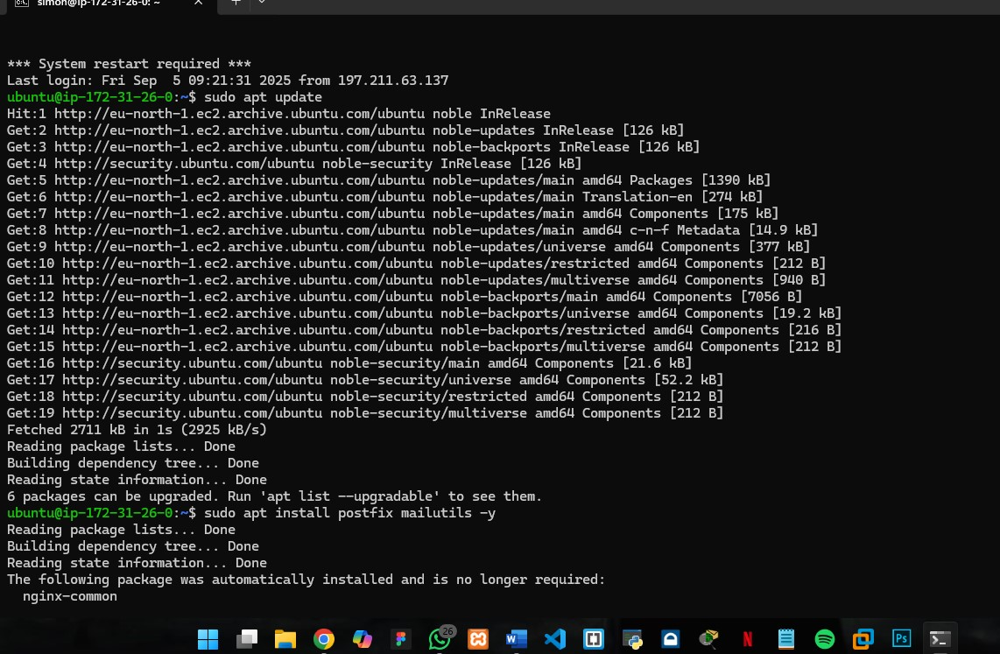 simon@ip-172-31-26-0: ~
*** System restart required ***
Last login: Fri Sep  5 09:21:31 2025 from 197.211.63.137
ubuntu@ip-172-31-26-0:~$ sudo apt update
Hit:1 http://eu-north-1.ec2.archive.ubuntu.com/ubuntu noble InRelease
Get:2 http://eu-north-1.ec2.archive.ubuntu.com/ubuntu noble-updates InRelease [126 kB]
Get:3 http://eu-north-1.ec2.archive.ubuntu.com/ubuntu noble-backports InRelease [126 kB]
Get:4 http://security.ubuntu.com/ubuntu noble-security InRelease [126 kB]
Get:5 http://eu-north-1.ec2.archive.ubuntu.com/ubuntu noble-updates/main amd64 Packages [1390 kB]
Get:6 http://eu-north-1.ec2.archive.ubuntu.com/ubuntu noble-updates/main Translation-en [274 kB]
Get:7 http://eu-north-1.ec2.archive.ubuntu.com/ubuntu noble-updates/main amd64 Components [175 kB]
Get:8 http://eu-north-1.ec2.archive.ubuntu.com/ubuntu noble-updates/main amd64 c-n-f Metadata [14.9 kB]
Get:9 http://eu-north-1.ec2.archive.ubuntu.com/ubuntu noble-updates/universe amd64 Components [377 kB]
Get:10 http://eu-north-1.ec2.archive.ubuntu.com/ubuntu noble-updates/restricted amd64 Components [212 B]
Get:11 http://eu-north-1.ec2.archive.ubuntu.com/ubuntu noble-updates/multiverse amd64 Components [940 B]
Get:12 http://eu-north-1.ec2.archive.ubuntu.com/ubuntu noble-backports/main amd64 Components [7056 B]
Get:13 http://eu-north-1.ec2.archive.ubuntu.com/ubuntu noble-backports/universe amd64 Components [19.2 kB]
Get:14 http://eu-north-1.ec2.archive.ubuntu.com/ubuntu noble-backports/restricted amd64 Components [216 B]
Get:15 http://eu-north-1.ec2.archive.ubuntu.com/ubuntu noble-backports/multiverse amd64 Components [212 B]
Get:16 http://security.ubuntu.com/ubuntu noble-security/main amd64 Components [21.6 kB]
Get:17 http://security.ubuntu.com/ubuntu noble-security/universe amd64 Components [52.2 kB]
Get:18 http://security.ubuntu.com/ubuntu noble-security/restricted amd64 Components [212 B]
Get:19 http://security.ubuntu.com/ubuntu noble-security/multiverse amd64 Components [212 B]
Fetched 2711 kB in 1s (2925 kB/s)
Reading package lists... Done
Building dependency tree... Done
Reading state information... Done
6 packages can be upgraded. Run 'apt list --upgradable' to see them.
ubuntu@ip-172-31-26-0:~$ sudo apt install postfix mailutils -y
Reading package lists... Done
Building dependency tree... Done
Reading state information... Done
The following package was automatically installed and is no longer required:
  nginx-common
26
W
N
Ps